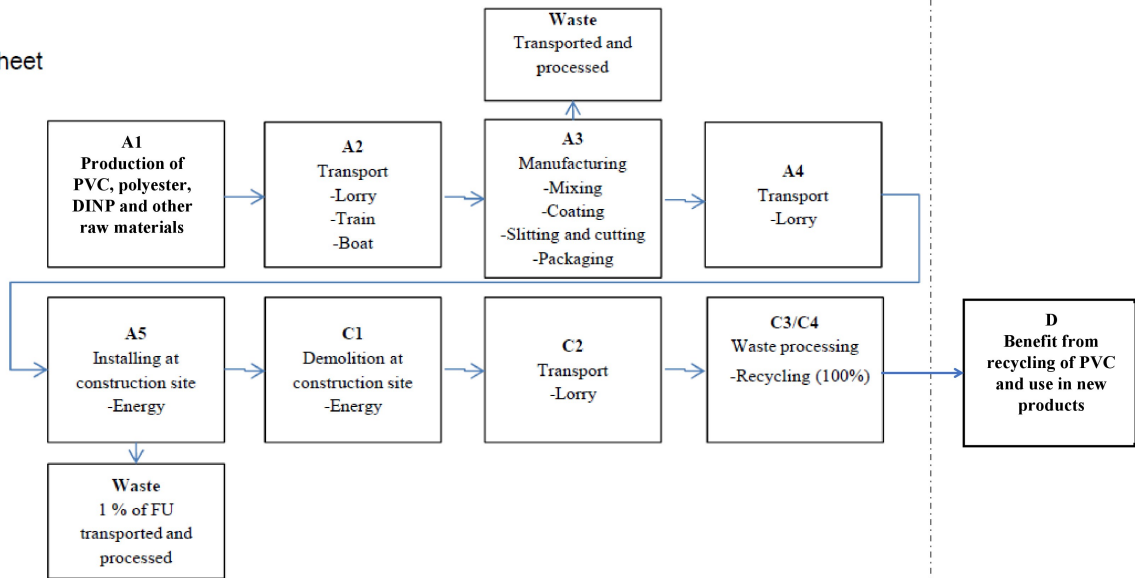 heet
Waste
Transported and
processed
A1
Production of
PVC, polyester,
DINP and other
raw materials
A2
Transport
-Lorry
-Train
-Boat
A3
Manufacturing
-Mixing
-Coating
-Slitting and cutting
-Packaging
A4
Transport
-Lorry
A5
Installing at
construction site
-Energy
C1
Demolition at
construction site
-Energy
C2
Transport
-Lorry
C3/C4
Waste processing
-Recycling (100%)
D
Benefit from
recycling of PVC
and use in new
products
Waste
1 % of FU
transported and
processed